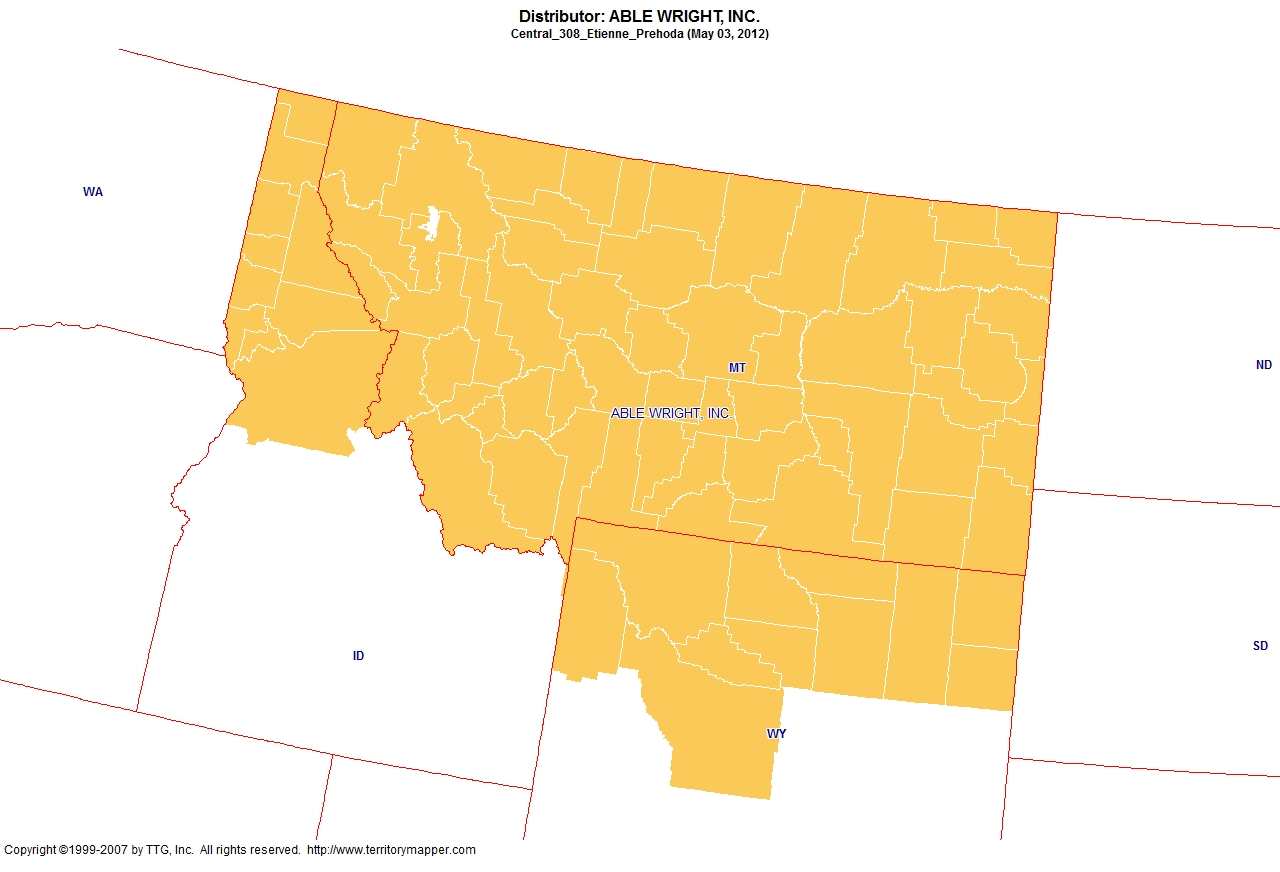 Distributor: ABLE WRIGHT, INC.
Central_308_Etienne_Prehoda (May 03, 2012)
WA
MT
ND
ABLE WRIGHT, INC.
ID
SD
WY
Copyright ©1999-2007 by TTG, Inc. All rights reserved. http://www.territorymapper.com